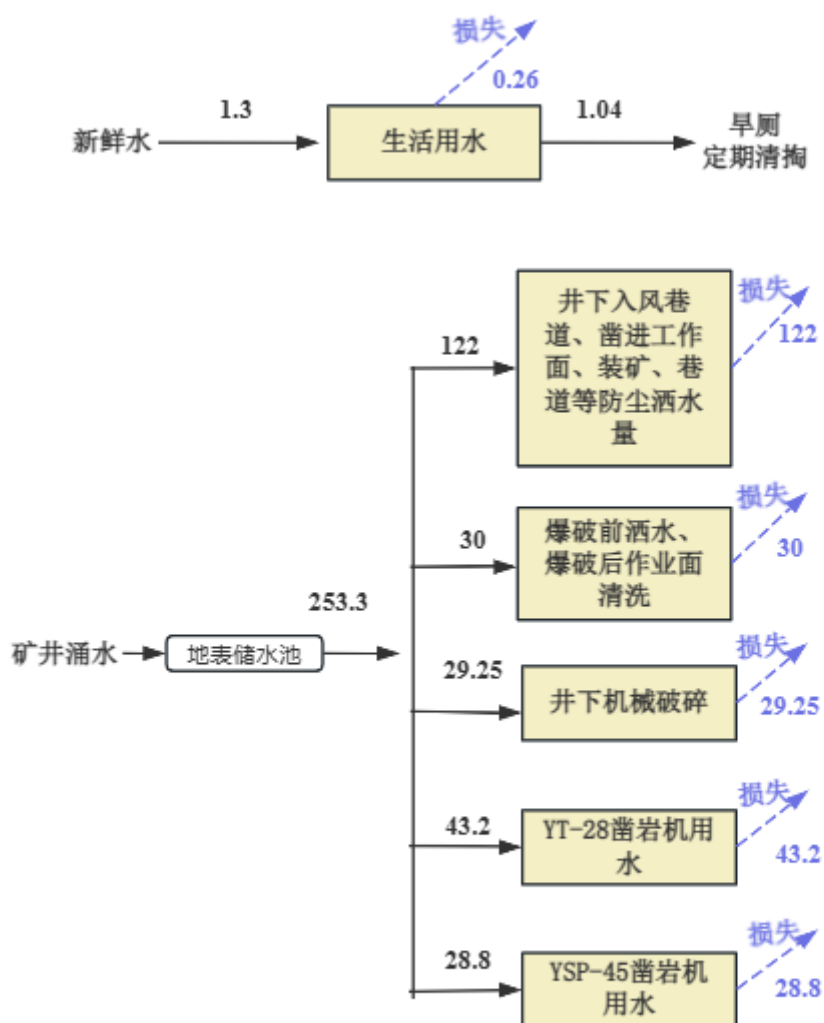 损失
0.26
1.3
1.04
新鲜水
生活用水
旱厕
定期清掏
损失
122
122
井下入风巷
道、凿进工作
面、装矿、巷
道等防尘洒水
量
损失
30
30
爆破前洒水、
爆破后作业面
清洗
253.3
矿井涌水
地表储水池
损失
29.25
29.25
井下机械破碎
损失
43.2
43.2
YT-28凿岩机用
水
损失
28.8
28.8
YSP-45凿岩机
用水